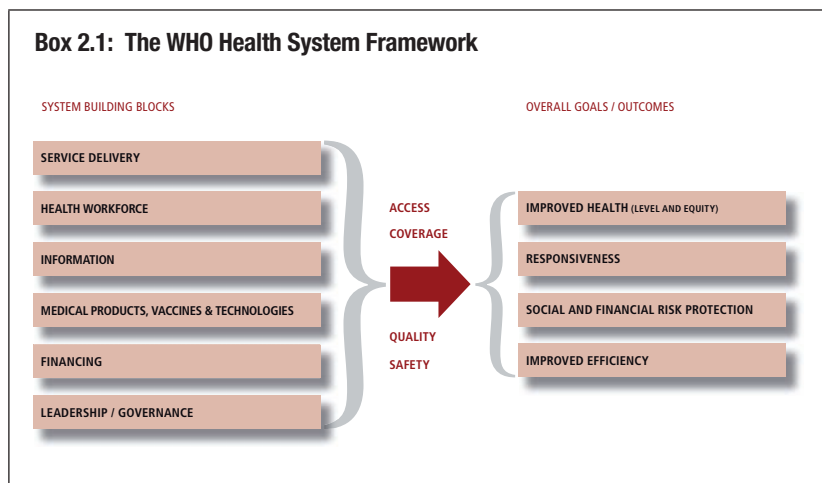 Box 2.1: The WHO Health System Framework
SYSTEM BUILDING BLOCKS
SERVICE DELIVERY
HEALTH WORKFORCE
INFORMATION
MEDICAL PRODUCTS, VACCINES & TECHNOLOGIES
FINANCING
LEADERSHIP / GOVERNANCE
ACCESS
COVERAGE
QUALITY
SAFETY
OVERALL GOALS / OUTCOMES
IMPROVED HEALTH (LEVEL AND EQUITY)
RESPONSIVENESS
SOCIAL AND FINANCIAL RISK PROTECTION
IMPROVED EFFICIENCY